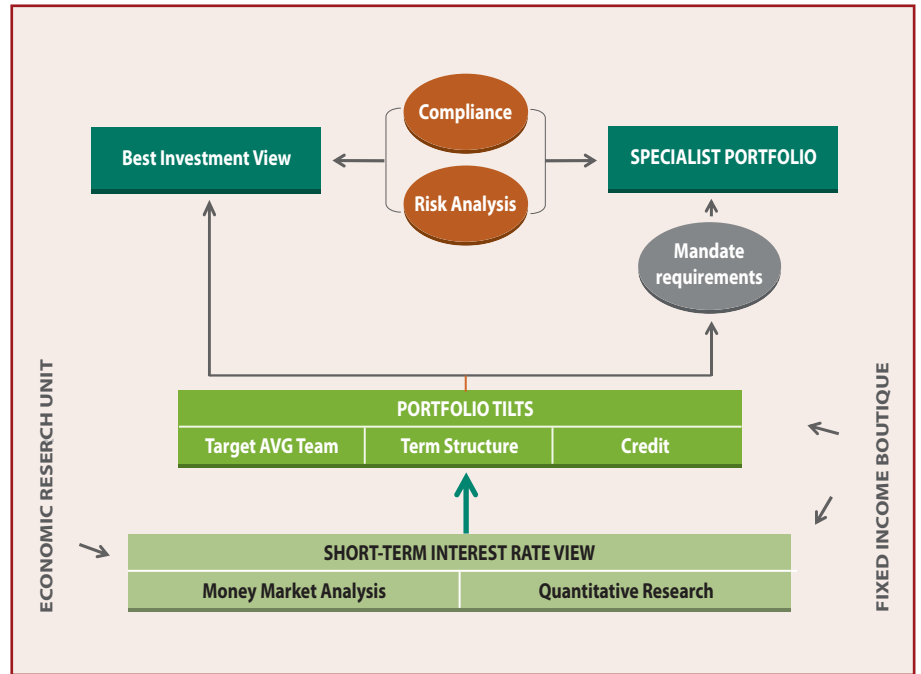 Compliance
Best Investment View
SPECIALIST PORTFOLIO
Risk Analysis
Mandate
requirements
ECONOMIC RESERCH UNIT
FIXED INCOME BOUTIQUE
PORTFOLIO TILTS
Target AVG Team
Term Structure
Credit
SHORT-TERM INTEREST RATE VIEW
Money Market Analysis
Quantitative Research